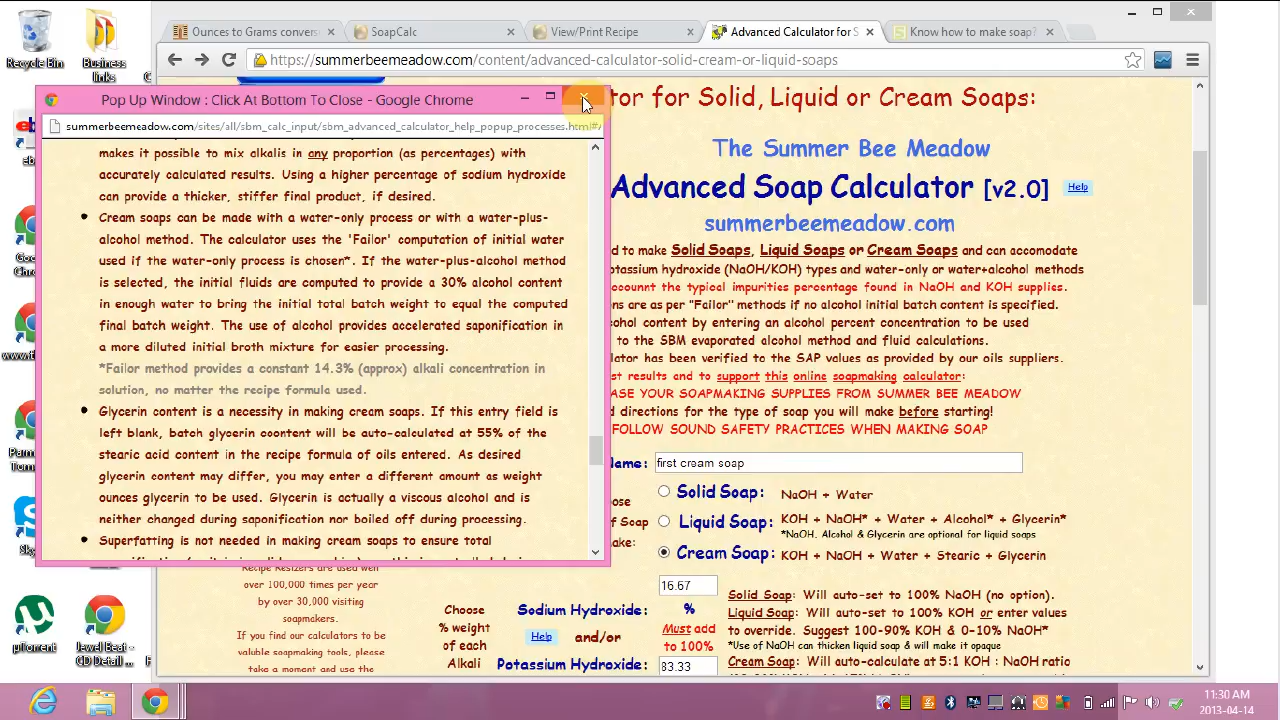 Recycle Bin
Business
links
Ounces to Grams conver
SoapCalc
View/Print Recipe
Advanced Calculator for S
Know how to make soap?
https://summerbeemeadow.com/
tent/advanced-calculator-solid-cream-or-liquid-soaps
Pop Up Window : Click At Bottom To Close - Google Chrome
summerbeemeadow.com/sites/all/sbm_calc_input/sbm_advanced_calculator_help_popup_processes.html#
makes it possible to mix alkalis in any proportion (as percentages) with
accurately calculated results. Using a higher percentage of sodium hydroxide
can provide a thicker, stiffer final product, if desired.
Cream soaps can be made with a water-only process or with a water-plus-
alcohol method. The calculator uses the 'Failor' computation of initial water
used if the water-only process is chosen*. If the water-plus-alcohol method
is selected, the initial fluids are computed to provide a 30% alcohol content
in enough water to bring the initial total batch weight to equal the computed
final batch weight. The use of alcohol provides accelerated saponification in
a more diluted initial broth mixture for easier processing.
*Failor method provides a constant 14.3% (approx) alkali concentration in
solution, no matter the recipe formula used.
Glycerin content is a necessity in making cream soaps. If this entry field is
left blank, batch glycerin coontent will be auto-calculated at 55% of the
stearic acid content in the recipe formula of oils entered. As desired
glycerin content may differ, you may enter a different amount as weight
ounces glycerin to be used. Glycerin is actually a viscous alcohol and is
neither changed during saponification nor boiled off during processing.
Superfatting is not needed in making cream soaps to ensure total
tor for Solid, Liquid or Cream Soaps:
The Summer Bee Meadow
Advanced Soap Calculator [v2.0] Help
summerbeemeadow.com
d to make Solid Soaps, Liquid Soaps or Cream Soaps and can accomodate
otassium hydroxide (NaOH/KOH) types and water-only or water+alcohol methods
accounnt the typical impurities percentage found in NaOH and KOH supplies.
ons are as per "Failor" methods if no alcohol initial batch content is specified.
ohol content by entering an alcohol percent concentration to be used
to the SBM evaporated alcohol method and fluid calculations.
lator has been verified to the SAP values as provided by our oils suppliers.
st results and to support this online soapmaking calculator:
ASE YOUR SOAPMAKING SUPPLIES FROM SUMMER BEE MEADOW
d directions for the type of soap you will make before starting!
FOLLOW SOUND SAFETY PRACTICES WHEN MAKING SOAP
Name: first cream soap
oose
of Soap
ake:
Solid Soap: NaOH + Water
Liquid Soap: KOH + NaOH* + Water + Alcohol* + Glycerin*
*NaOH, Alcohol & Glycerin are optional for liquid soaps
Cream Soap: KOH + NaOH + Water + Stearic + Glycerin
Recipe Resizers are used well
over 100,000 times per year
by over 30,000 visiting
soapmakers.
If you find our calculators to be
valuable soapmaking tools, please
take a moment and use the
Choose
% weight
of each
Alkali
Sodium Hydroxide:
Help and/or
Potassium Hydroxide:
16.67
%
Must add
to 100%
83.33
Solid Soap: Will auto-set to 100% NaOH (no option).
Liquid Soap: Will auto-set to 100% KOH or enter values
to override. Suggest 100-90% KOH & 0-10% NaOH*
*Use of NaOH can thicken liquid soap & will make it opaque
Cream Soap: Will auto-calculate at 5:1 KOH : NaOH ratio
µTorrent
Jewel Beat -
CD Detail ...
11:30 AM
2013-04-14